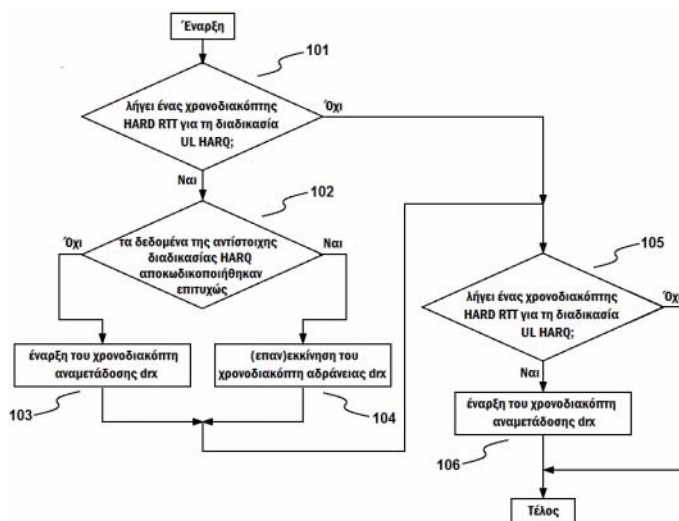 Έναρξη
101
λήγει ένας χρονοδιακόπτης
HARD RTT για τη διαδικασία
UL HARQ;
Όχι
Ναι
102
Όχι
τα δεδομένα της αντίστοιχης
διαδικασίας HARQ
αποκωδικοποιήθηκαν
επιτυχώς
Ναι
έναρξη του χρονοδιακόπτη
αναμετάδοσης drx
103
(επαν)εκκίνηση του
χρονοδιακόπτη αδράνειας drx
104
105
λήγει ένας χρονοδιακόπτης
HARD RTT για τη διαδικασία
UL HARQ;
Όχι
Ναι
έναρξη του χρονοδιακόπτη
αναμετάδοσης drx
106
Τέλος